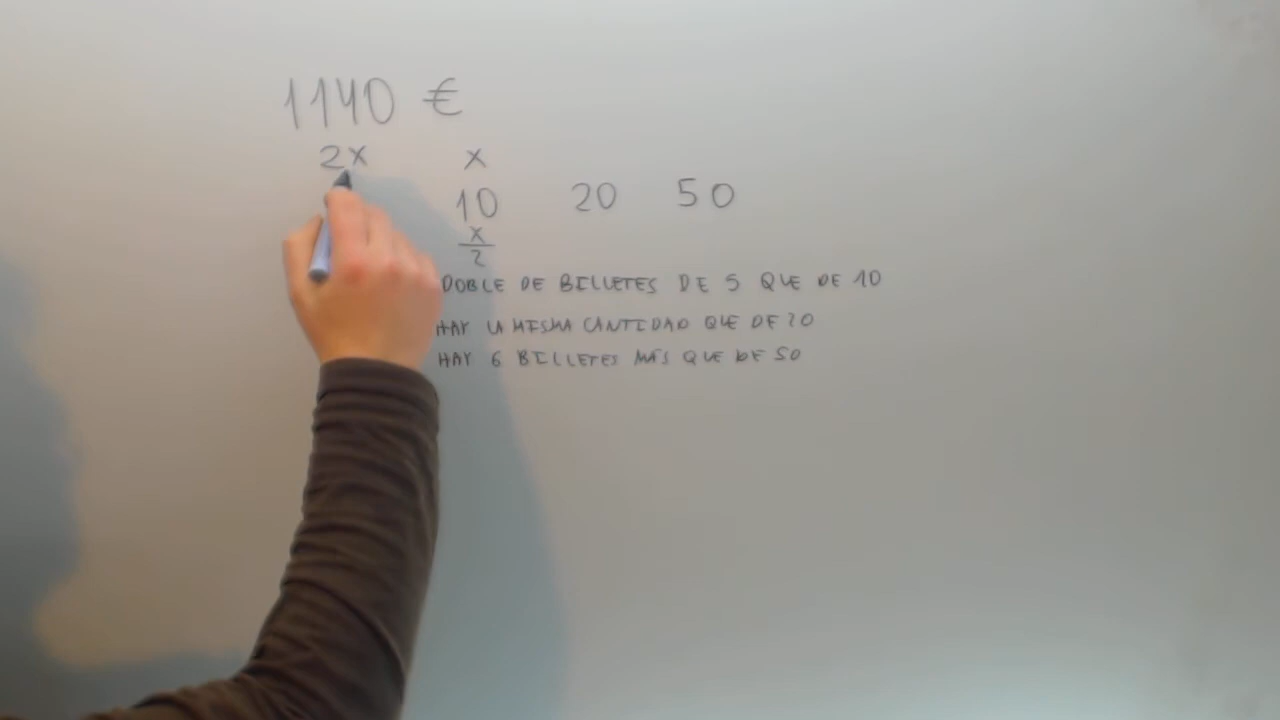 1140 €
2x x
10 20 50
x
2
DOBLE DE BILLETES DE 5 QUE DE 10
HAY LA MISMA CANTIDAD QUE DE 20
HAY 6 BILLETES MÁS QUE DE 50